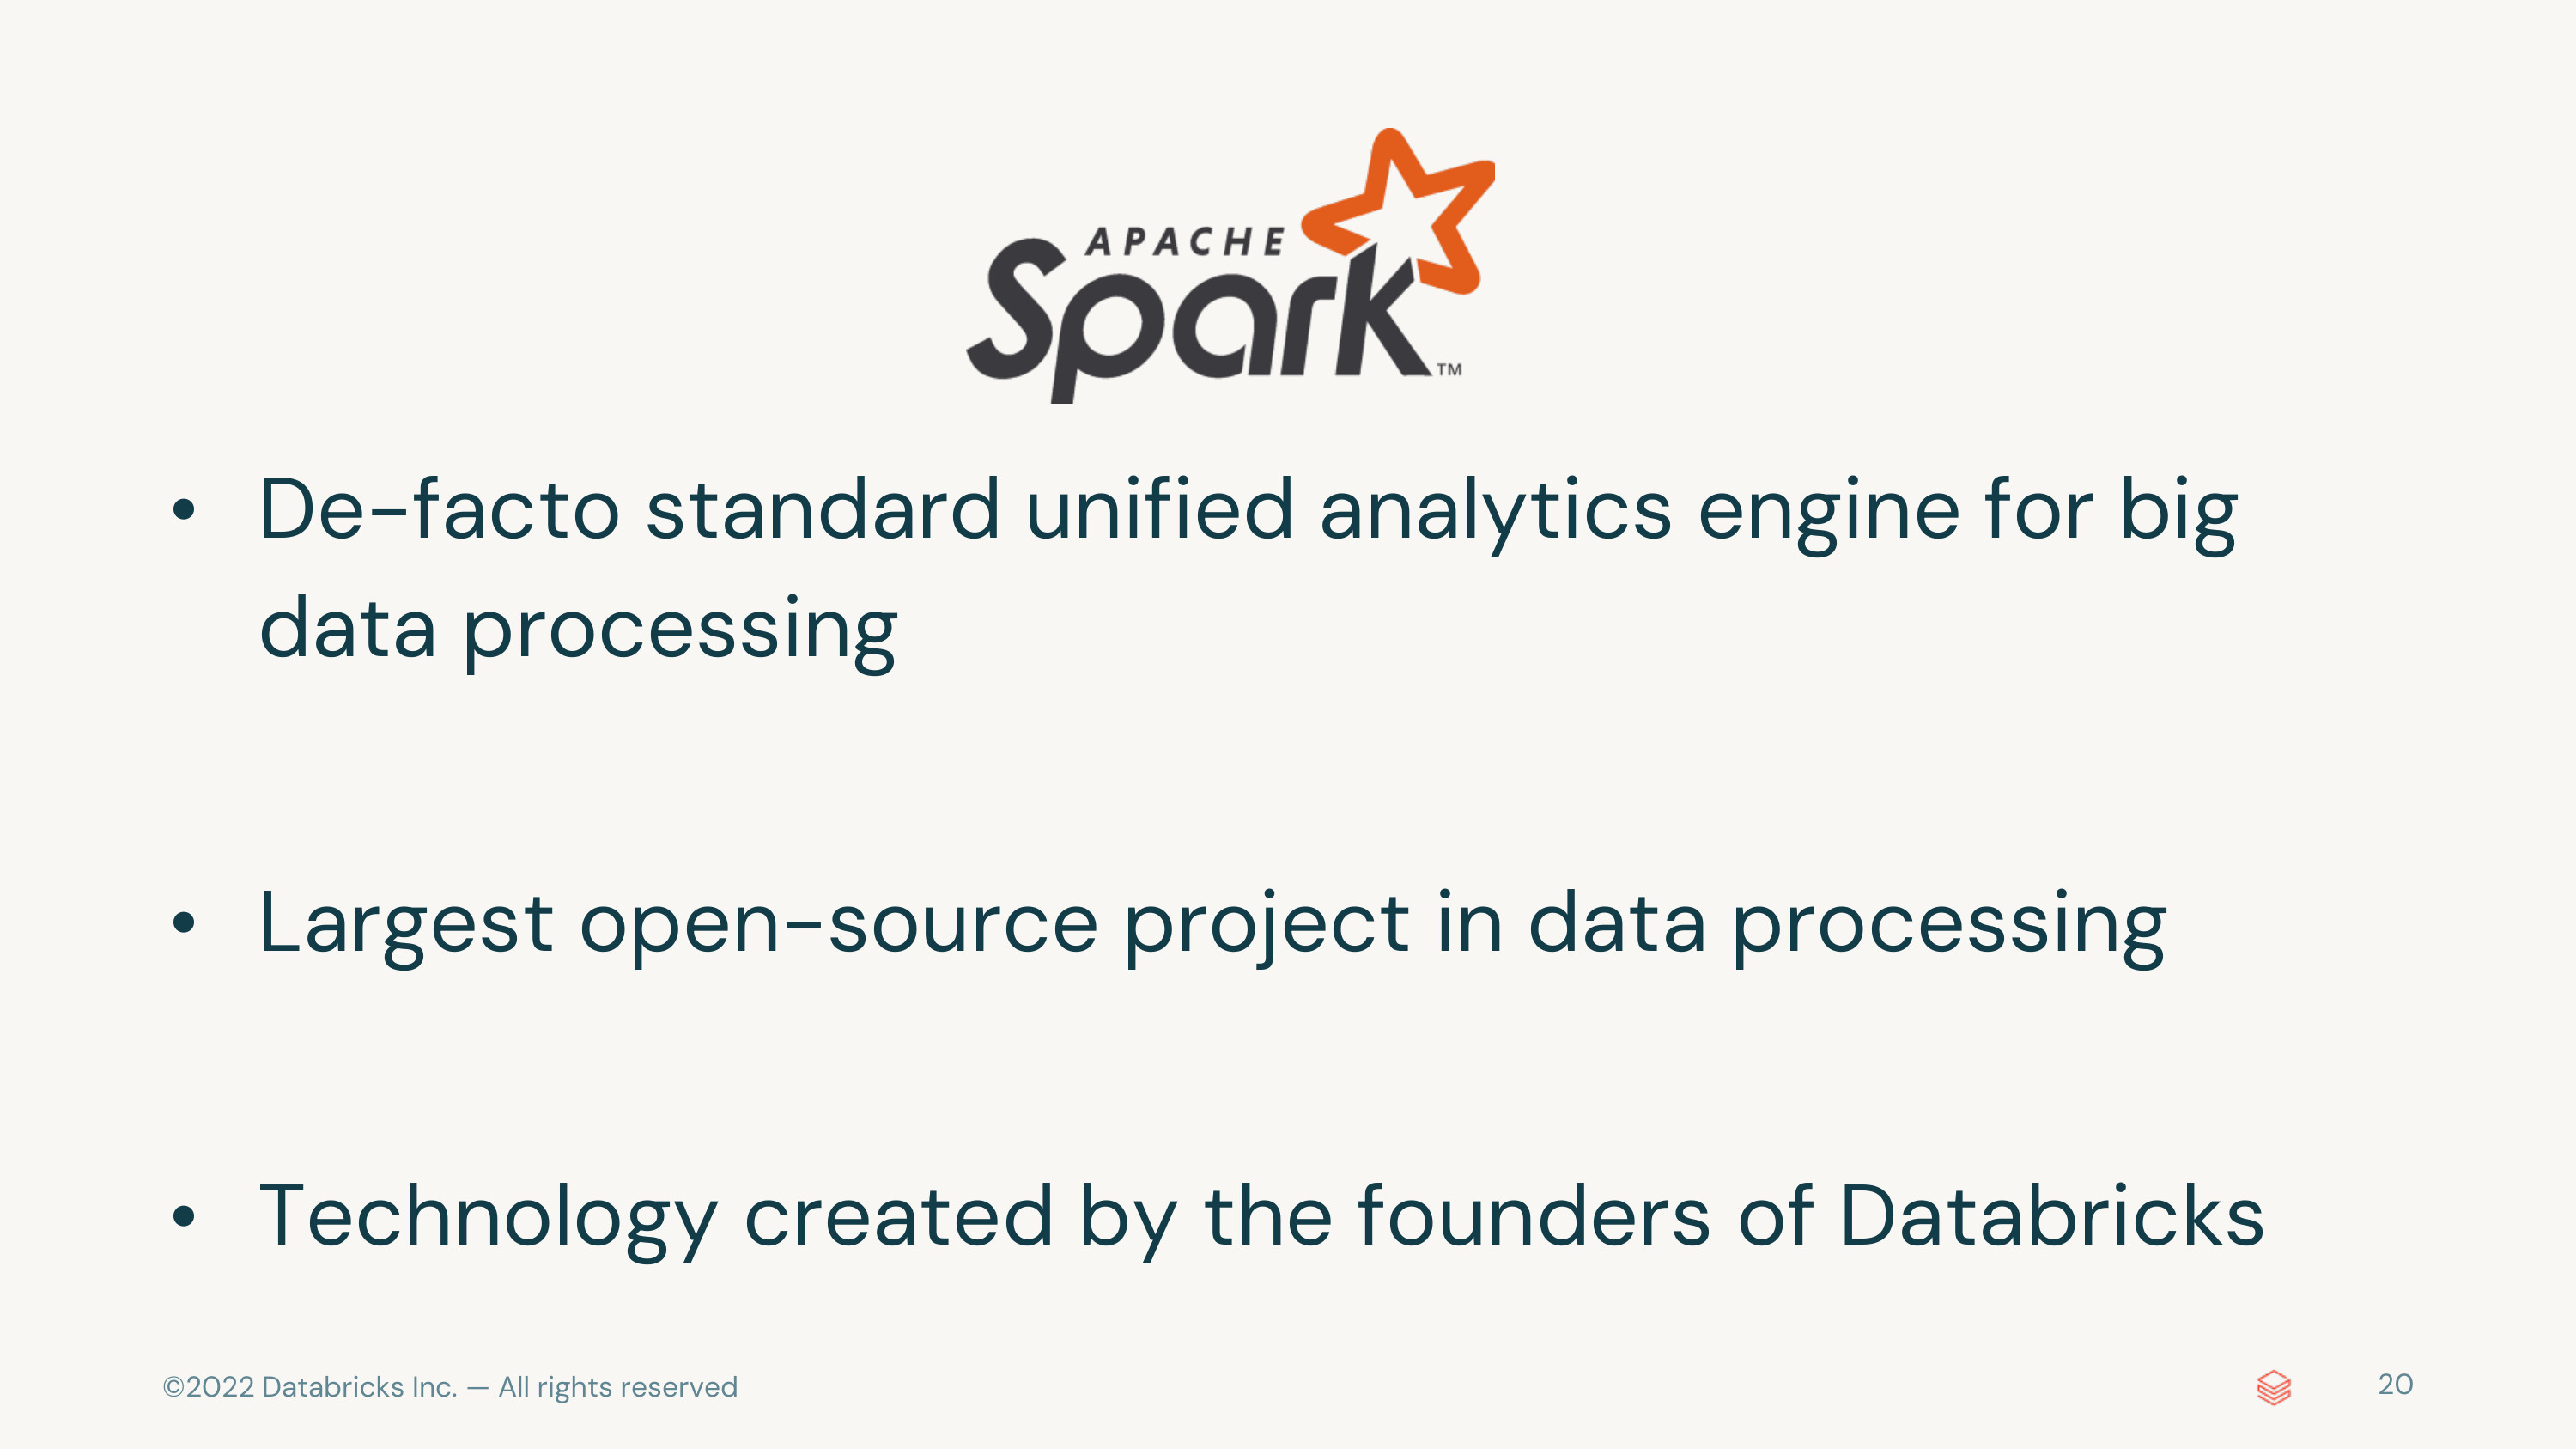 APACHE
Spark™
• De-facto standard unified analytics engine for big
data processing
• Largest open-source project in data processing
• Technology created by the founders of Databricks
©2022 Databricks Inc. — All rights reserved
20